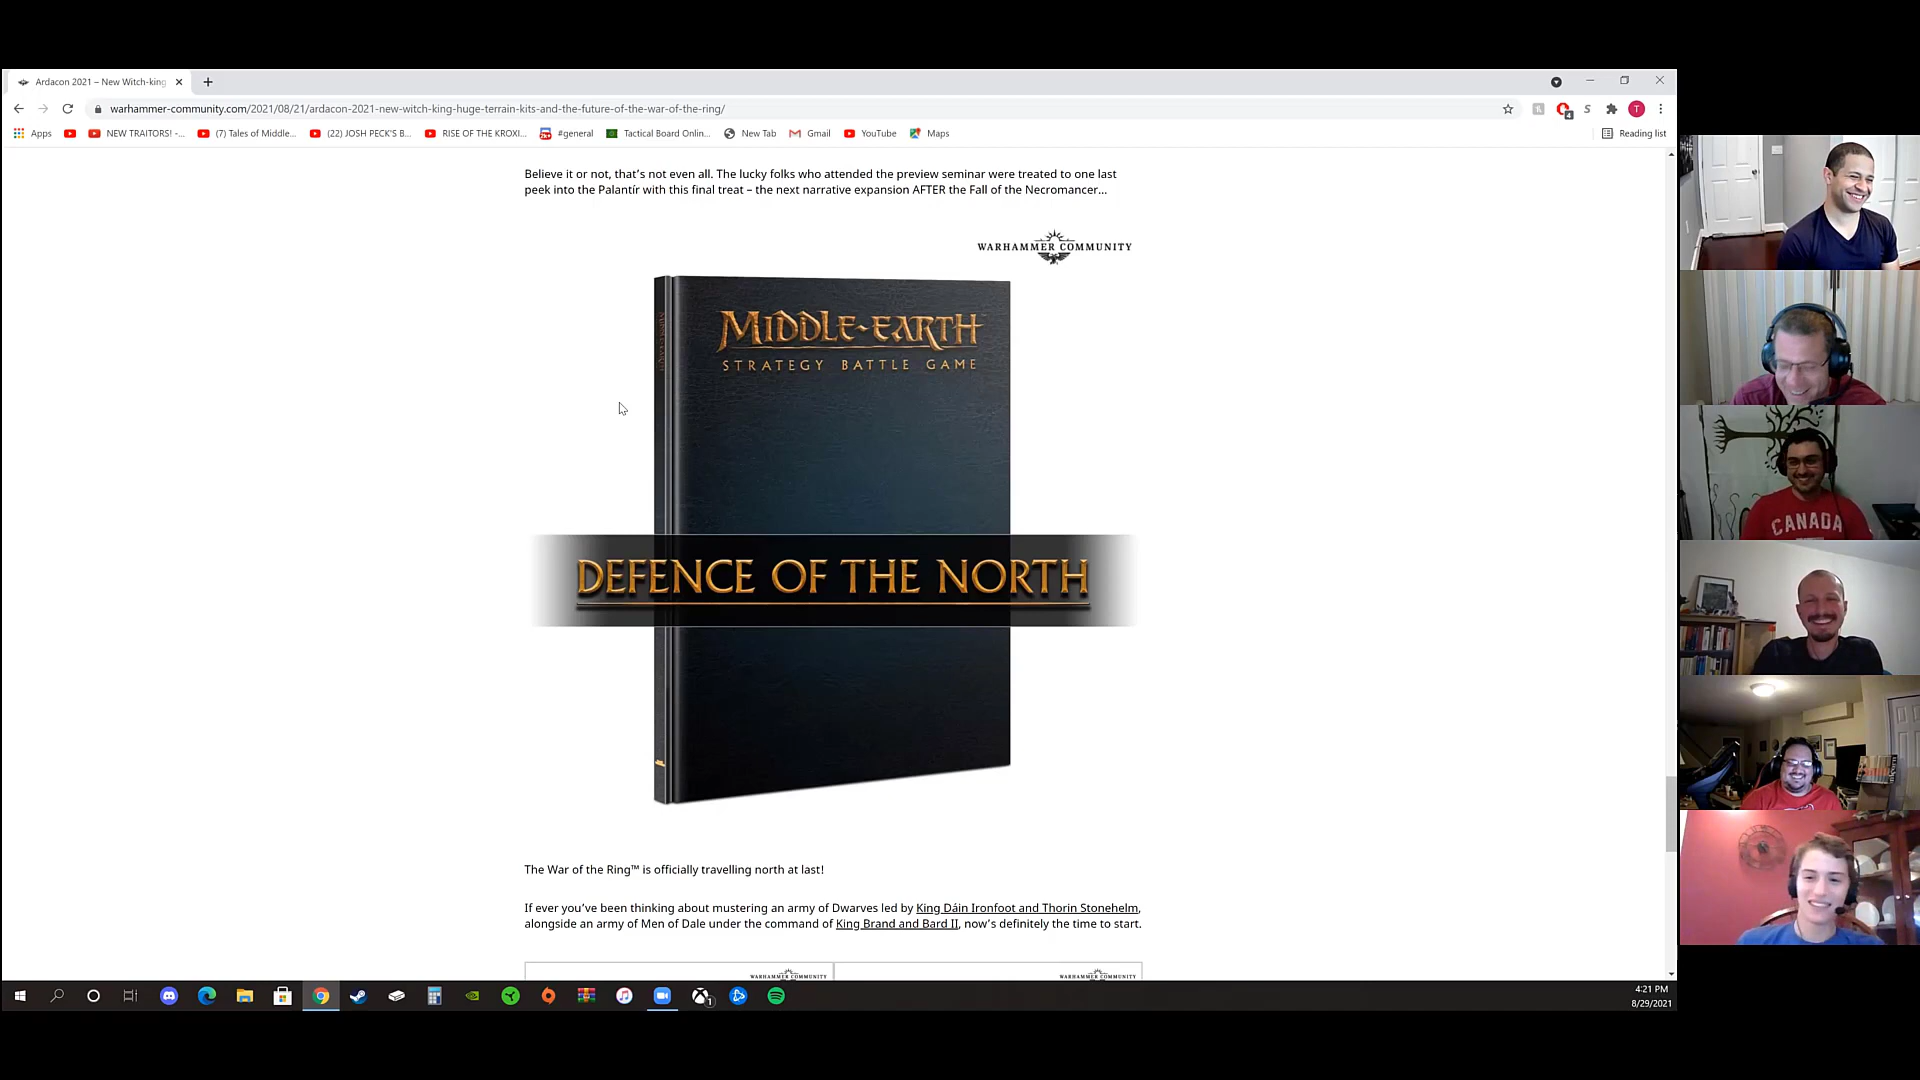 Ardacon 2021 – New Witch-king
warhammer-community.com/2021/08/21/ardacon-2021-new-witch-king-huge-terrain-kits-and-the-future-of-the-war-of-the-ring/
T
Apps
NEW TRAITORS! -...
(7) Tales of Middle...
(22) JOSH PECK'S B...
RISE OF THE KROXI...
#general
Tactical Board Onlin...
New Tab
Gmail
YouTube
Maps
Reading list
Believe it or not, that's not even all. The lucky folks who attended the preview seminar were treated to one last
peek into the Palantír with this final treat – the next narrative expansion AFTER the Fall of the Necromancer...
WARHAMMER COMMUNITY
MIDDLE-EARTH
STRATEGY BATTLE GAME
DEFENCE OF THE NORTH
The War of the Ring™ is officially travelling north at last!
If ever you've been thinking about mustering an army of Dwarves led by King Dáin Ironfoot and Thorin Stonehelm,
alongside an army of Men of Dale under the command of King Brand and Bard II, now's definitely the time to start.
WARHAMMER COMMUNITY
WARHAMMER COMMUNITY
CANADA
4:21 PM
8/29/2021